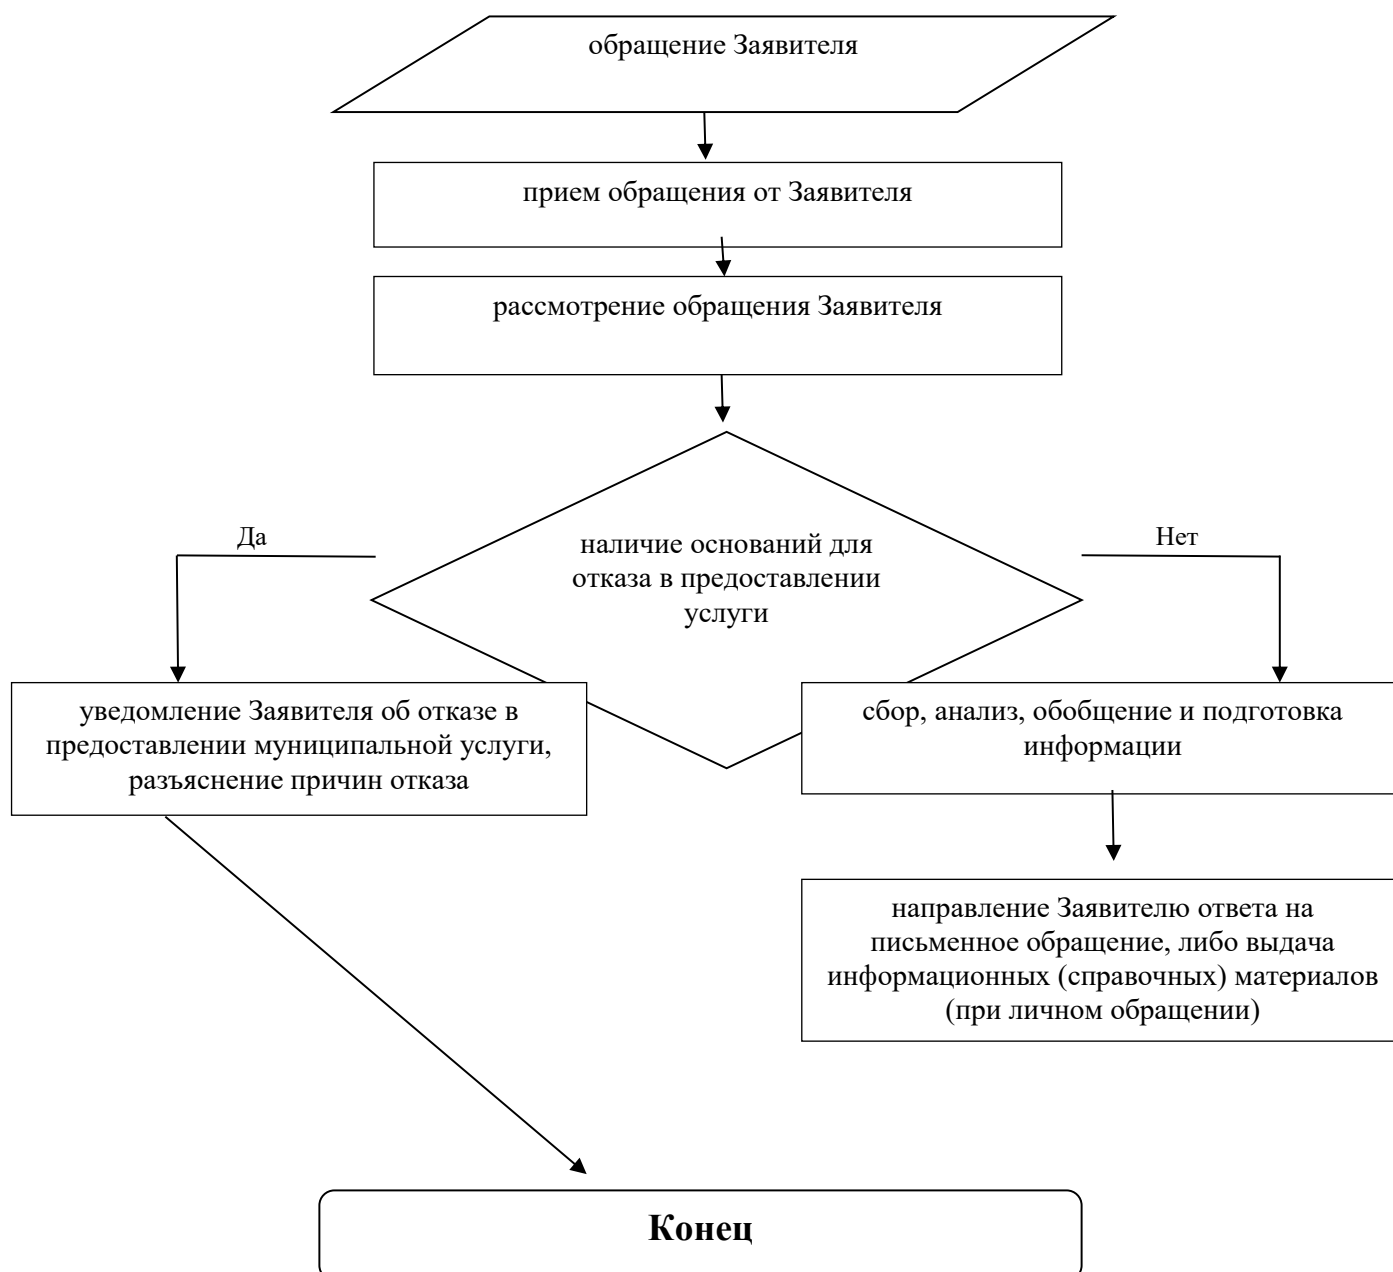 обращение Заявителя
прием обращения от Заявителя
рассмотрение обращения Заявителя
Да
Нет
наличие оснований для
отказа в предоставлении
услуги
уведомление Заявителя об отказе в
предоставлении муниципальной услуги,
разъяснение причин отказа
сбор, анализ, обобщение и подготовка
информации
направление Заявителю ответа на
письменное обращение, либо выдача
информационных (справочных) материалов
(при личном обращении)
Конец